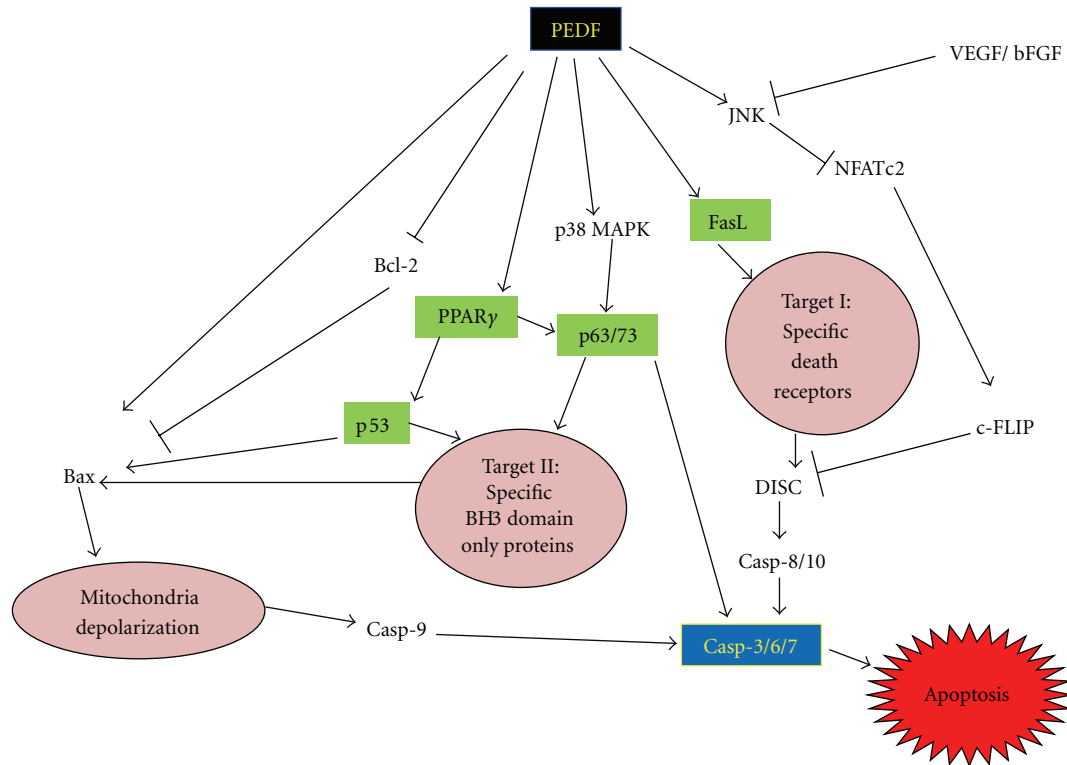 PEDF
VEGF/ bFGF
JNK
NFATc2
FasL
p38 MAPK
Bcl-2
Target I:
Specific
death
receptors
PPARγ
p63/73
p53
c-FLIP
Target II:
Specific
BH3 domain
only proteins
Bax
DISC
Casp-8/10
Mitochondria
depolarization
Casp-9
Casp-3/6/7
Apoptosis